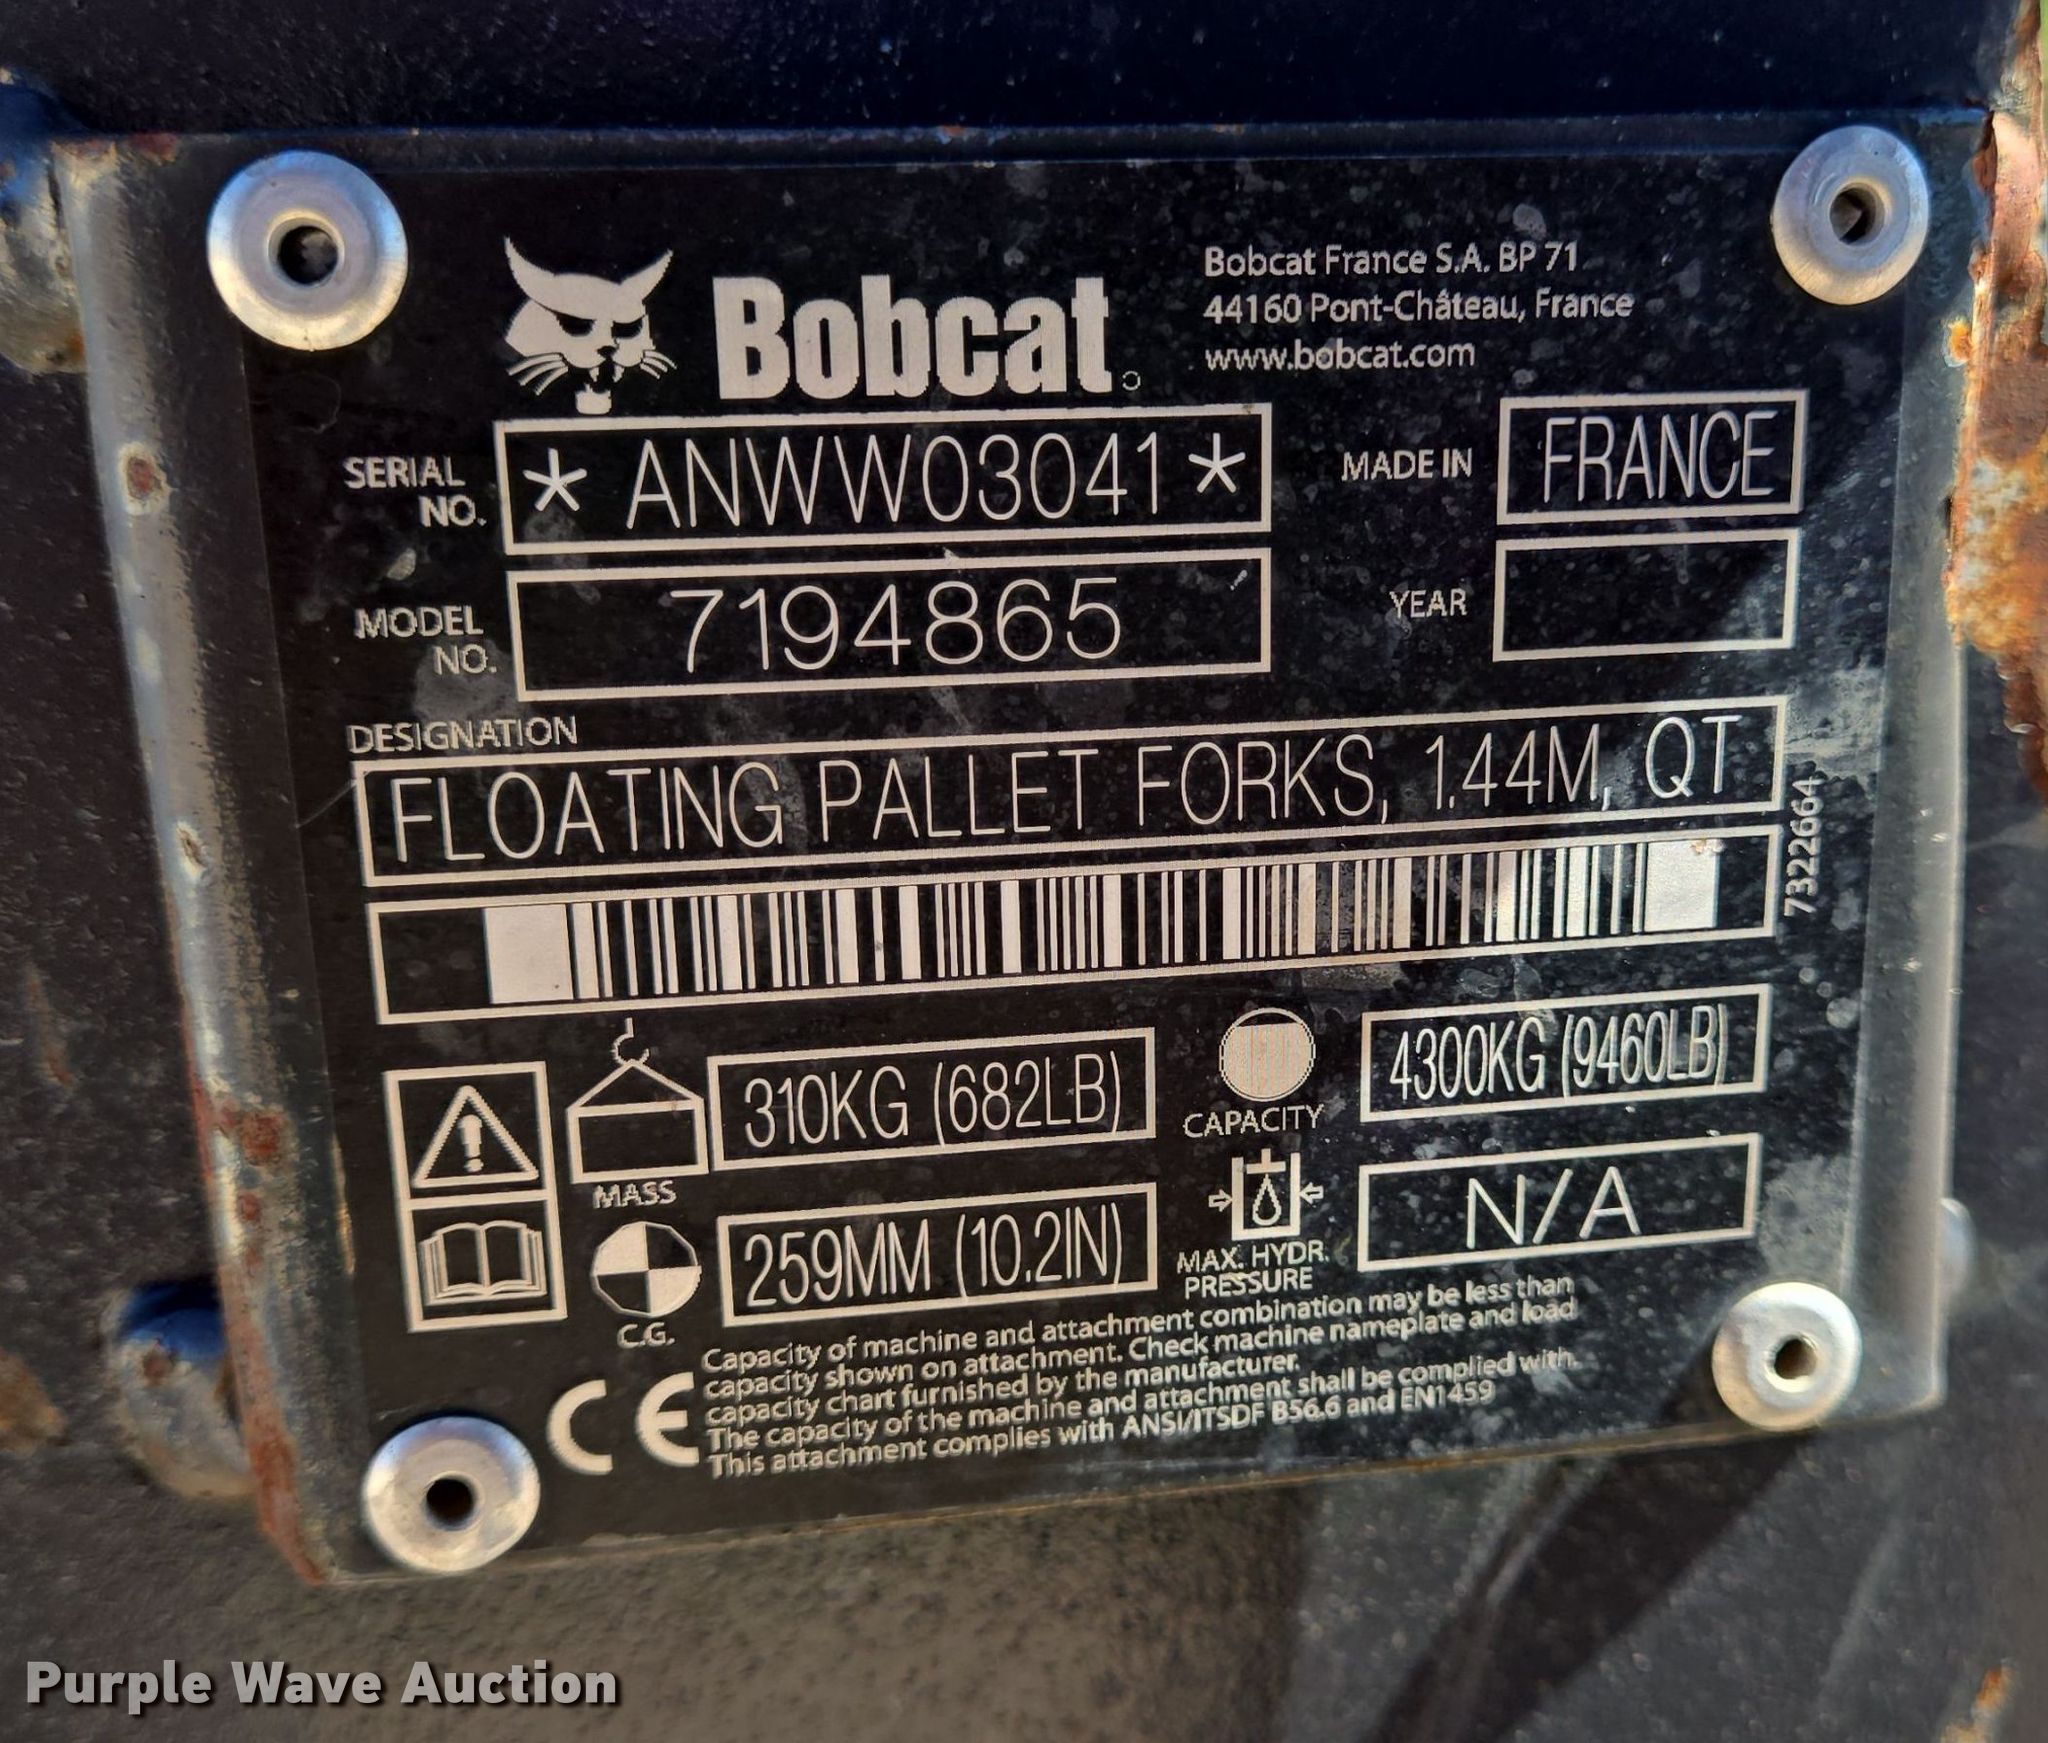 Bobcat
Bobcat France S.A. BP 71
44160 Pont-Château, France
www.bobcat.com
SERIAL NO. *ANWW03041*
MADE IN FRANCE
MODEL NO. 7194865
YEAR
DESIGNATION
FLOATING PALLET FORKS, 1.44M, QT
7322664
MASS 310KG (682LB)
CAPACITY 4300KG (9460LB)
C.G. 259MM (10.2IN)
MAX. HYDR. PRESSURE N/A
CE
Capacity of machine and attachment combination may be less than
capacity shown on attachment. Check machine nameplate and load
capacity chart furnished by the manufacturer.
The capacity of the machine and attachment shall be complied with.
This attachment complies with ANSI/ITSDF B56.6 and EN1459
Purple Wave Auction